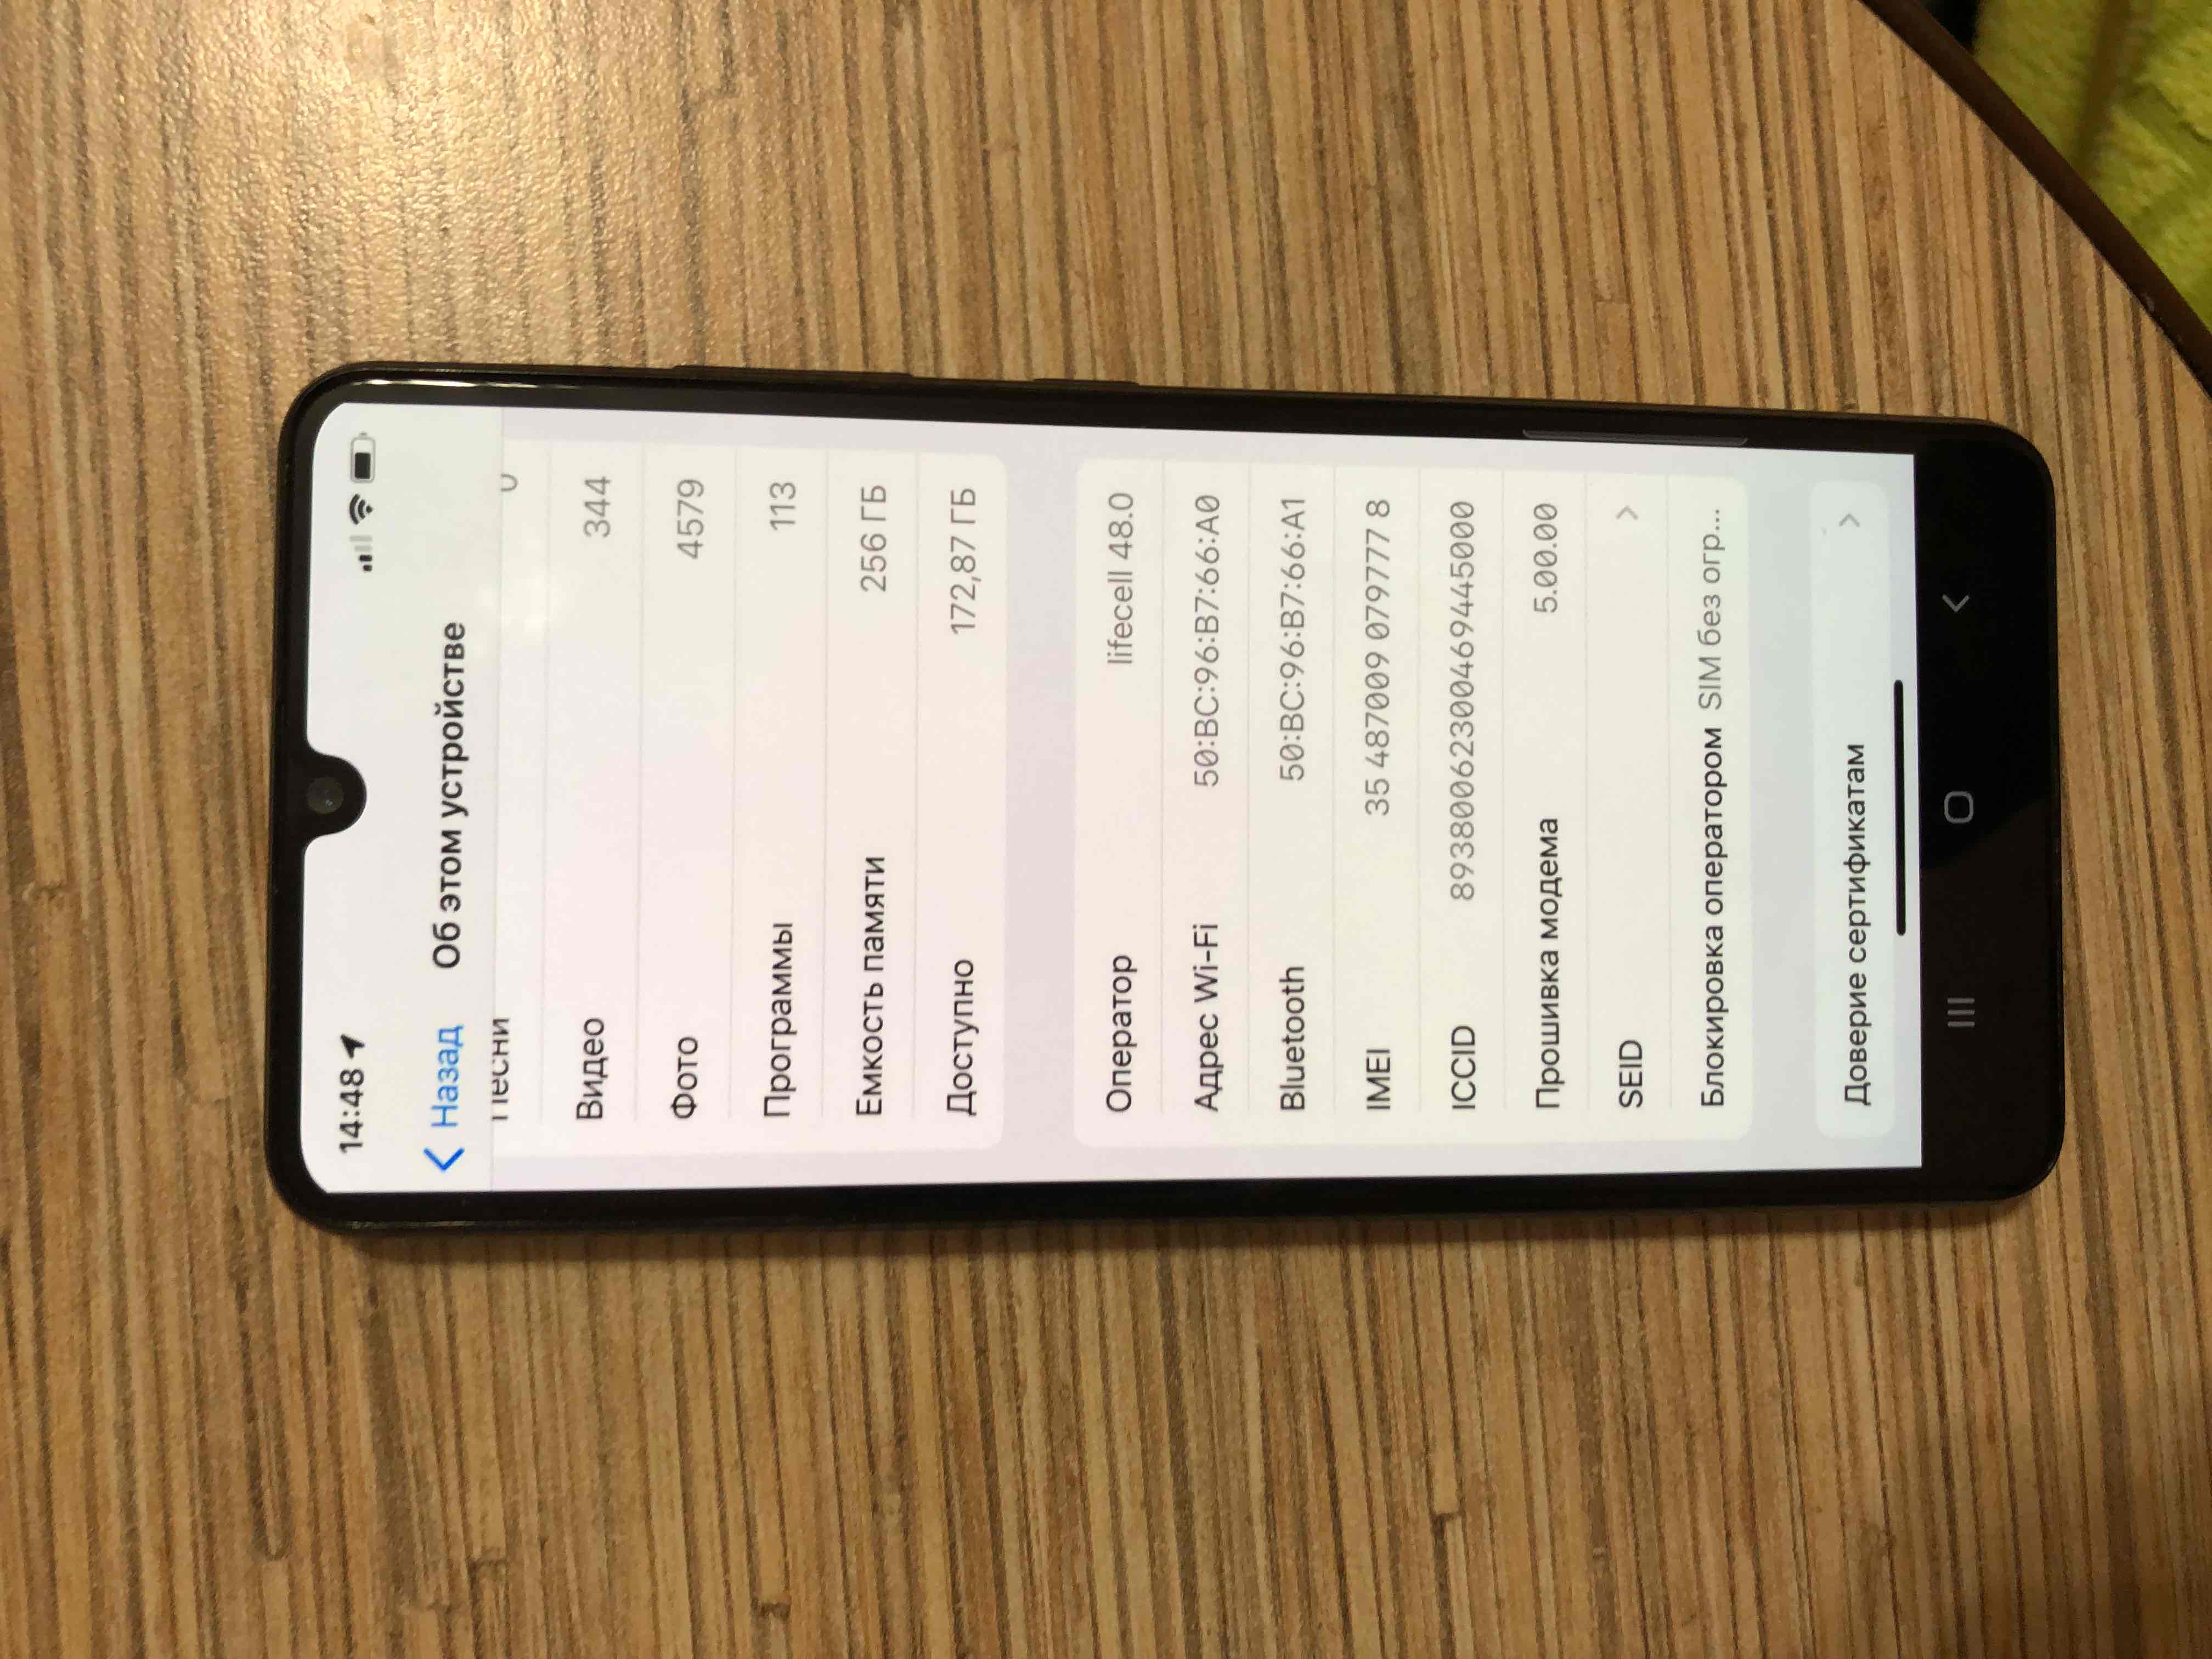 14:48
Назад
Об этом устройстве
Песни 0
Видео 344
Фото 4579
Программы 113
Емкость памяти 256 ГБ
Доступно 172,87 ГБ
Оператор lifecell 48.0
Адрес Wi-Fi 50:BC:96:B7:66:A0
Bluetooth 50:BC:96:B7:66:A1
IMEI 35 487009 079777 8
ICCID 89380062300469445000
Прошивка модема 5.00.00
SEID
Блокировка оператором SIM без огр...
Доверие сертификатам